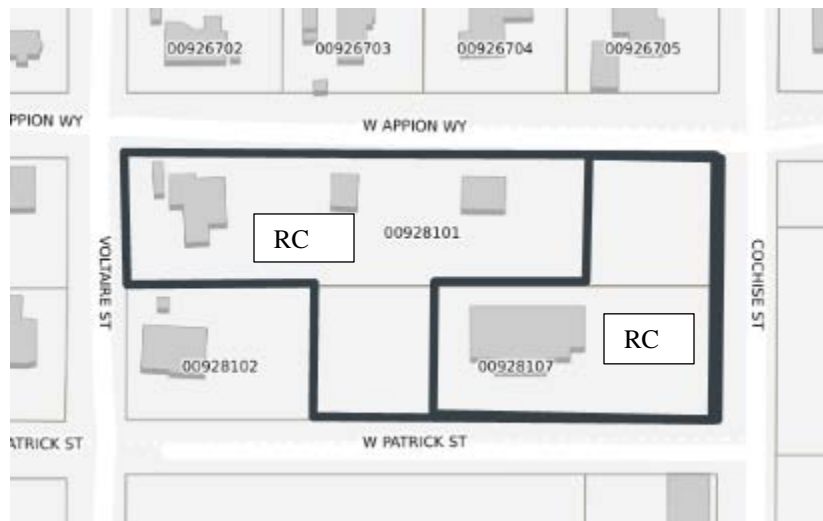 00926702
00926703
00926704
00926705
PPION WY
W APPION WY
RC
00928101
VOLTAIRE ST
COCHISE ST
RC
00928102
00928107
ATRICK ST
W PATRICK ST